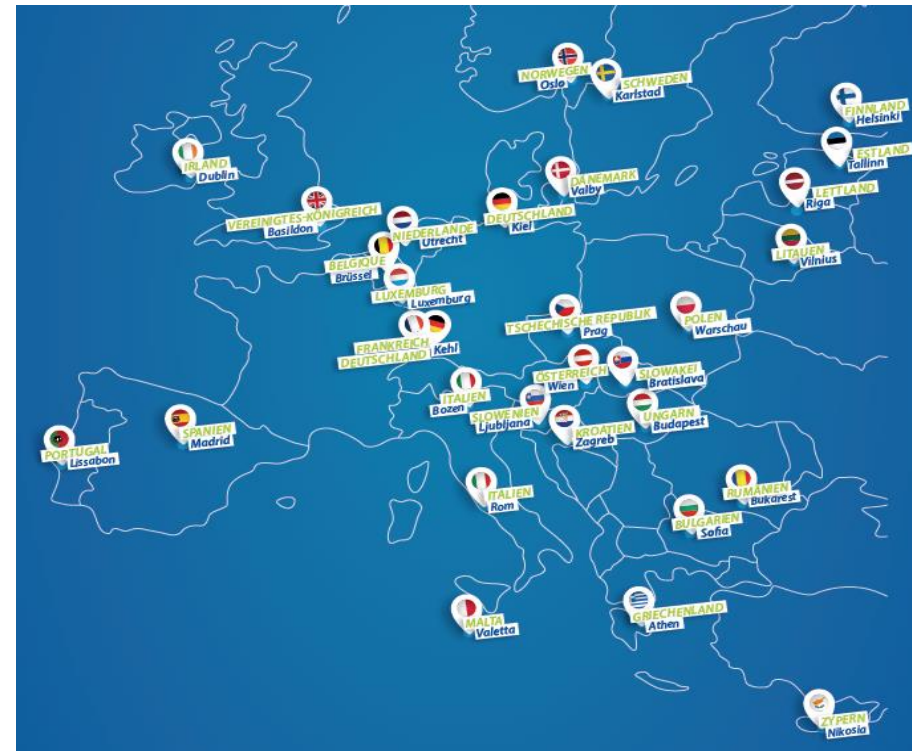 NORWEGEN
Oslo
SCHWEDEN
Karlstad
FINNLAND
Helsinki
ESTLAND
Tallinn
IRLAND
Dublin
DÄNEMARK
Valby
LETTLAND
Riga
VEREINIGTES-KÖNIGREICH
Basildon
DEUTSCHLAND
Kiel
NIEDERLANDE
Utrecht
LITAUEN
Vilnius
BELGIQUE
Brüssel
LUXEMBURG
Luxemburg
TSCHECHISCHE REPUBLIK
Prag
POLEN
Warschau
FRANKREICH
DEUTSCHLAND Kehl
ÖSTERREICH
Wien
SLOWAKEI
Bratislava
ITALIEN
Bozen
SLOWENIEN
Ljubljana
KROATIEN
Zagreb
UNGARN
Budapest
SPANIEN
Madrid
PORTUGAL
Lissabon
ITALIEN
Rom
RUMÄNIEN
Bukarest
BULGARIEN
Sofia
MALTA
Valetta
GRIECHENLAND
Athen
ZYPERN
Nikosia